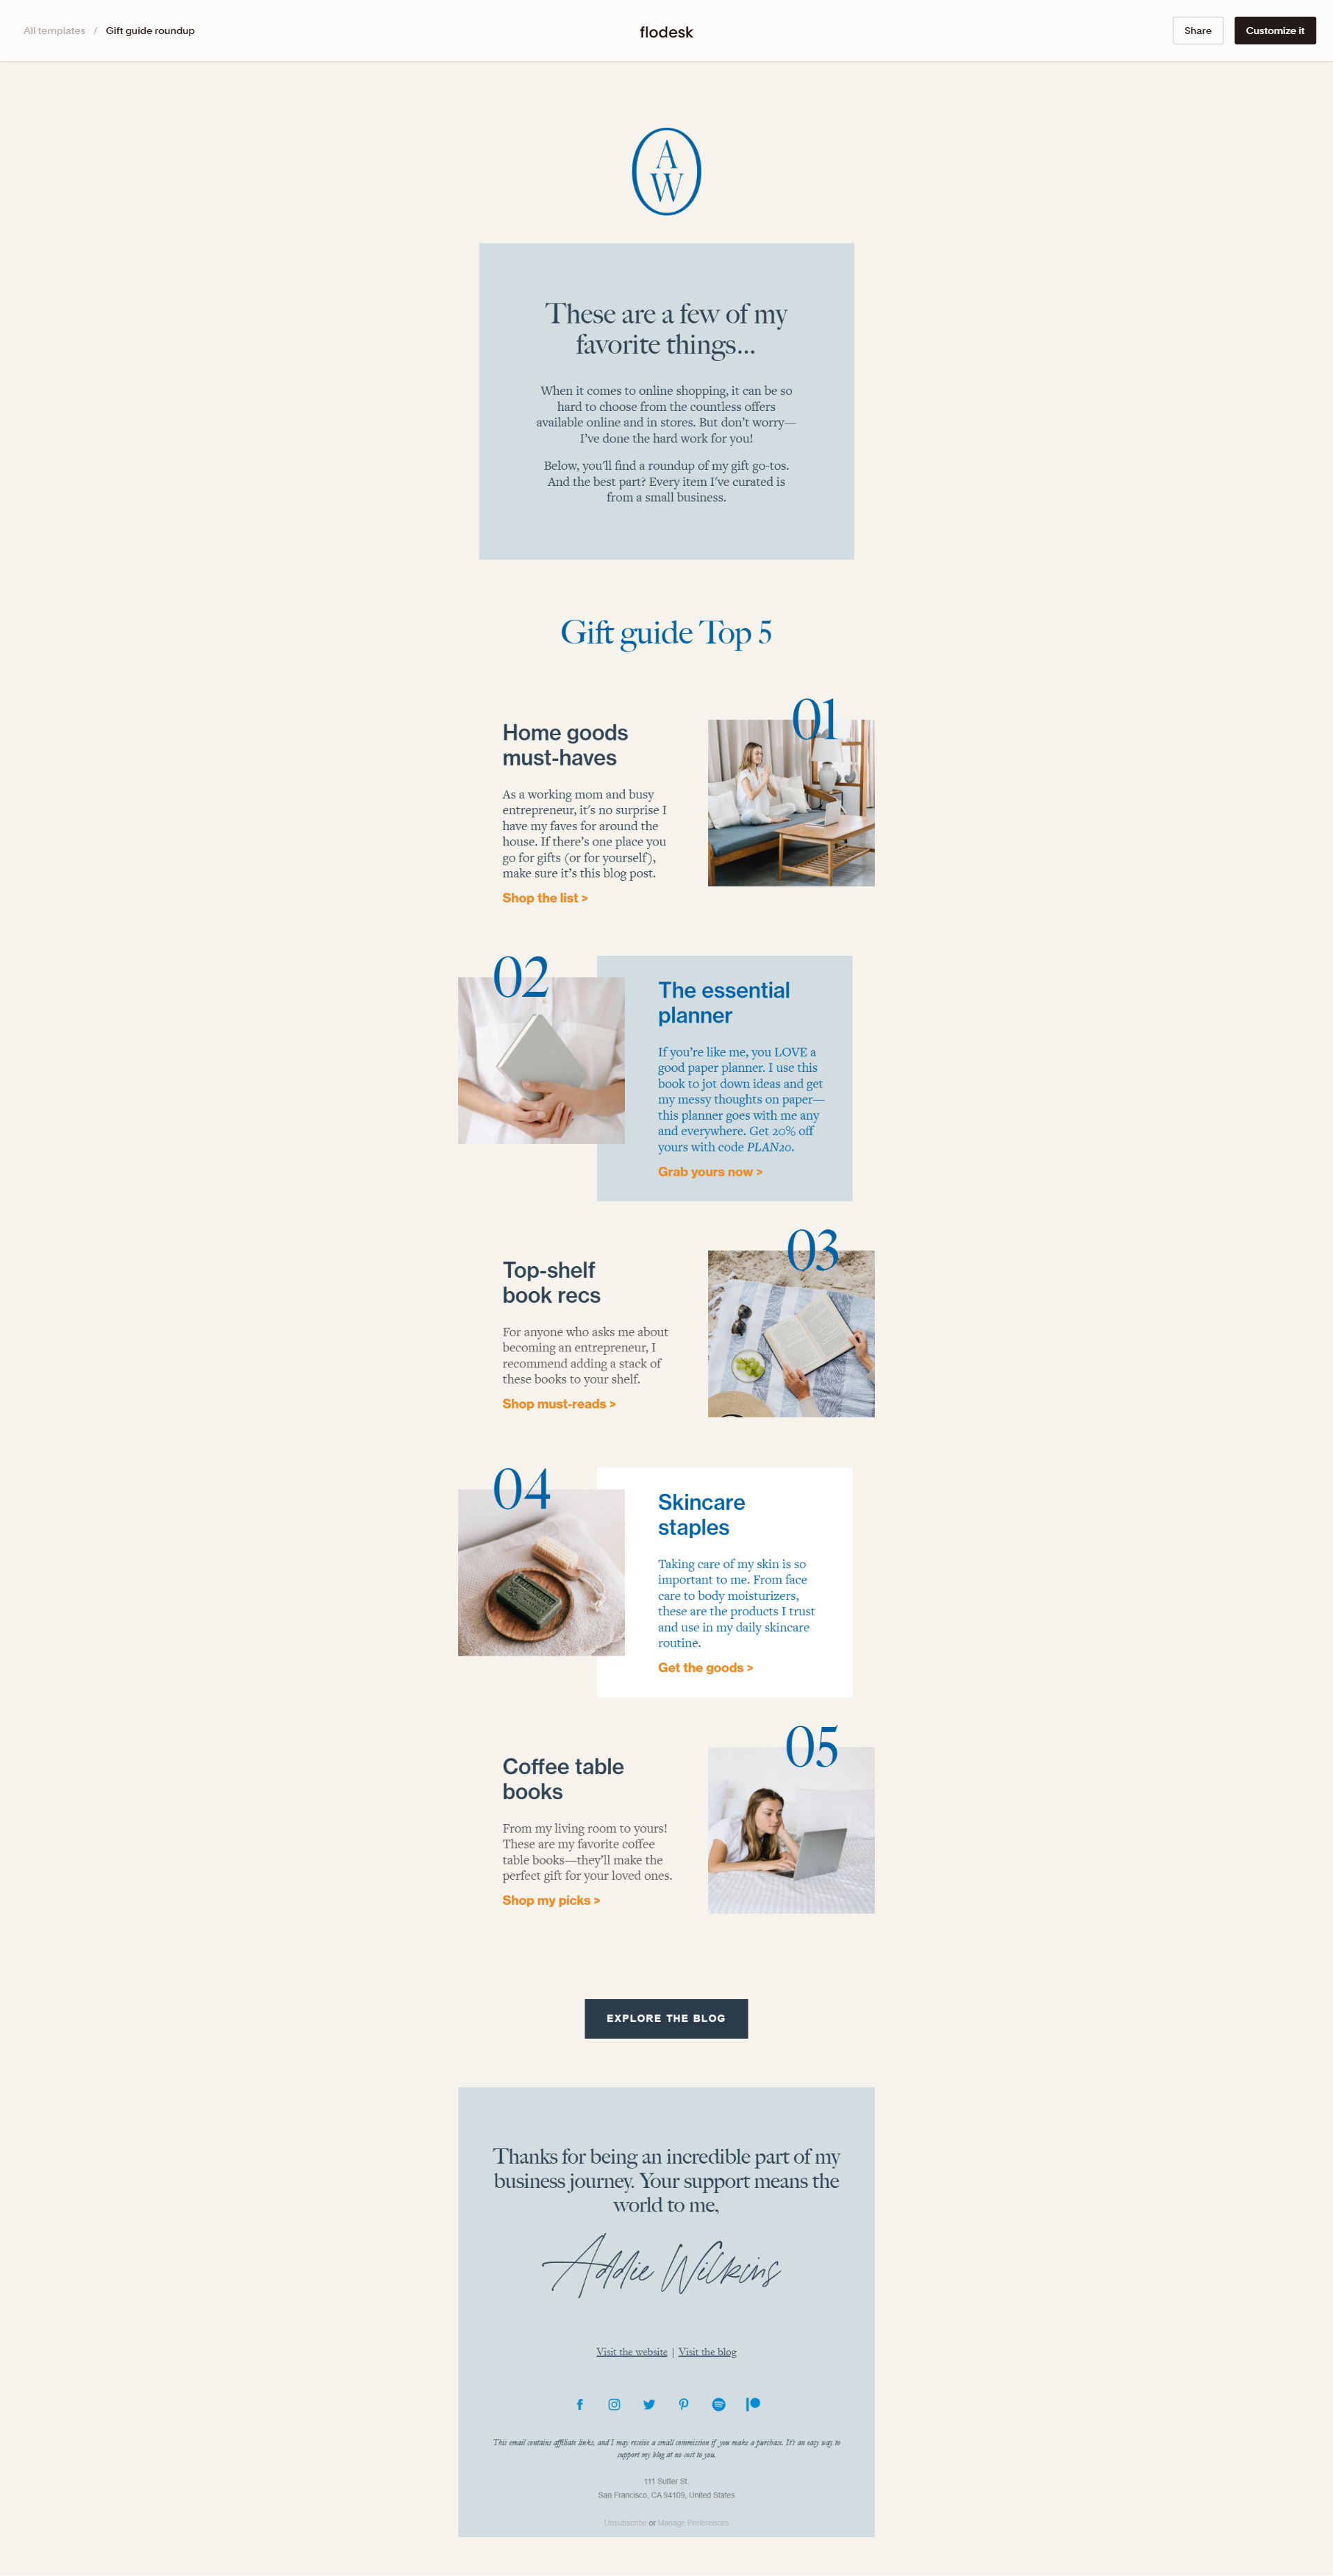 All templates / Gift guide roundup
flodesk
Share
Customize it
A
W
These are a few of my
favorite things...
When it comes to online shopping, it can be so
hard to choose from the countless offers
available online and in stores. But don't worry—
I've done the hard work for you!
Below, you'll find a roundup of my gift go-tos.
And the best part? Every item I've curated is
from a small business.
Gift guide Top 5
01
Home goods
must-haves
As a working mom and busy
entrepreneur, it's no surprise I
have my faves for around the
house. If there's one place you
go for gifts (or for yourself),
make sure it's this blog post.
Shop the list >
02
The essential
planner
If you're like me, you LOVE a
good paper planner. I use this
book to jot down ideas and get
my messy thoughts on paper—
this planner goes with me any
and everywhere. Get 20% off
yours with code PLAN20.
Grab yours now >
03
Top-shelf
book recs
For anyone who asks me about
becoming an entrepreneur, I
recommend adding a stack of
these books to your shelf.
Shop must-reads >
04
Skincare
staples
Taking care of my skin is so
important to me. From face
care to body moisturizers,
these are the products I trust
and use in my daily skincare
routine.
Get the goods >
05
Coffee table
books
From my living room to yours!
These are my favorite coffee
table books—they'll make the
perfect gift for your loved ones.
Shop my picks >
EXPLORE THE BLOG
Thanks for being an incredible part of my
business journey. Your support means the
world to me,
Addie Wilkins
Visit the website | Visit the blog
This email contains affiliate links, and I may receive a small commission if you make a purchase. It's an easy way to
support my blog at no cost to you.
111 Sutter St.
San Francisco, CA 94109, United States
Unsubscribe or Manage Preferences